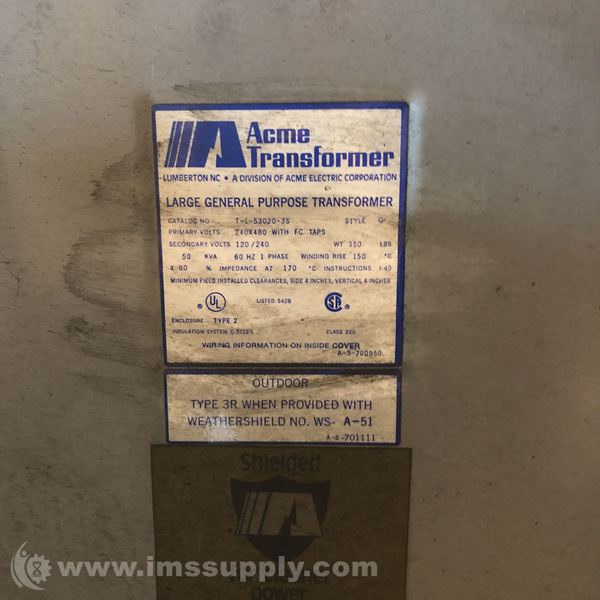 Acme
Transformer
LUMBERTON NC • A DIVISION OF ACME ELECTRIC CORPORATION
LARGE GENERAL PURPOSE TRANSFORMER
CATALOG NO T-1-53020-3S STYLE
PRIMARY VOLTS 240X480 WITH F.C. TAPS
SECONDARY VOLTS 120/240 WT 350 LBS
50 KVA 60 HZ 1 PHASE WINDING RISE 150 °C
4.80 % IMPEDANCE AT 170 °C INSTRUCTIONS
MINIMUM FIELD INSTALLED CLEARANCES, SIDE 4 INCHES, VERTICAL 4 INCHES
UL ® LISTED 542B SA ®
ENCLOSURE TYPE 2
INSULATION SYSTEM CLASS 220
WIRING INFORMATION ON INSIDE COVER
A-3-700950
OUTDOOR
TYPE 3R WHEN PROVIDED WITH
WEATHERSHIELD NO. WS- A-51
A-4-701111
Shielded
www.imssupply.com
power